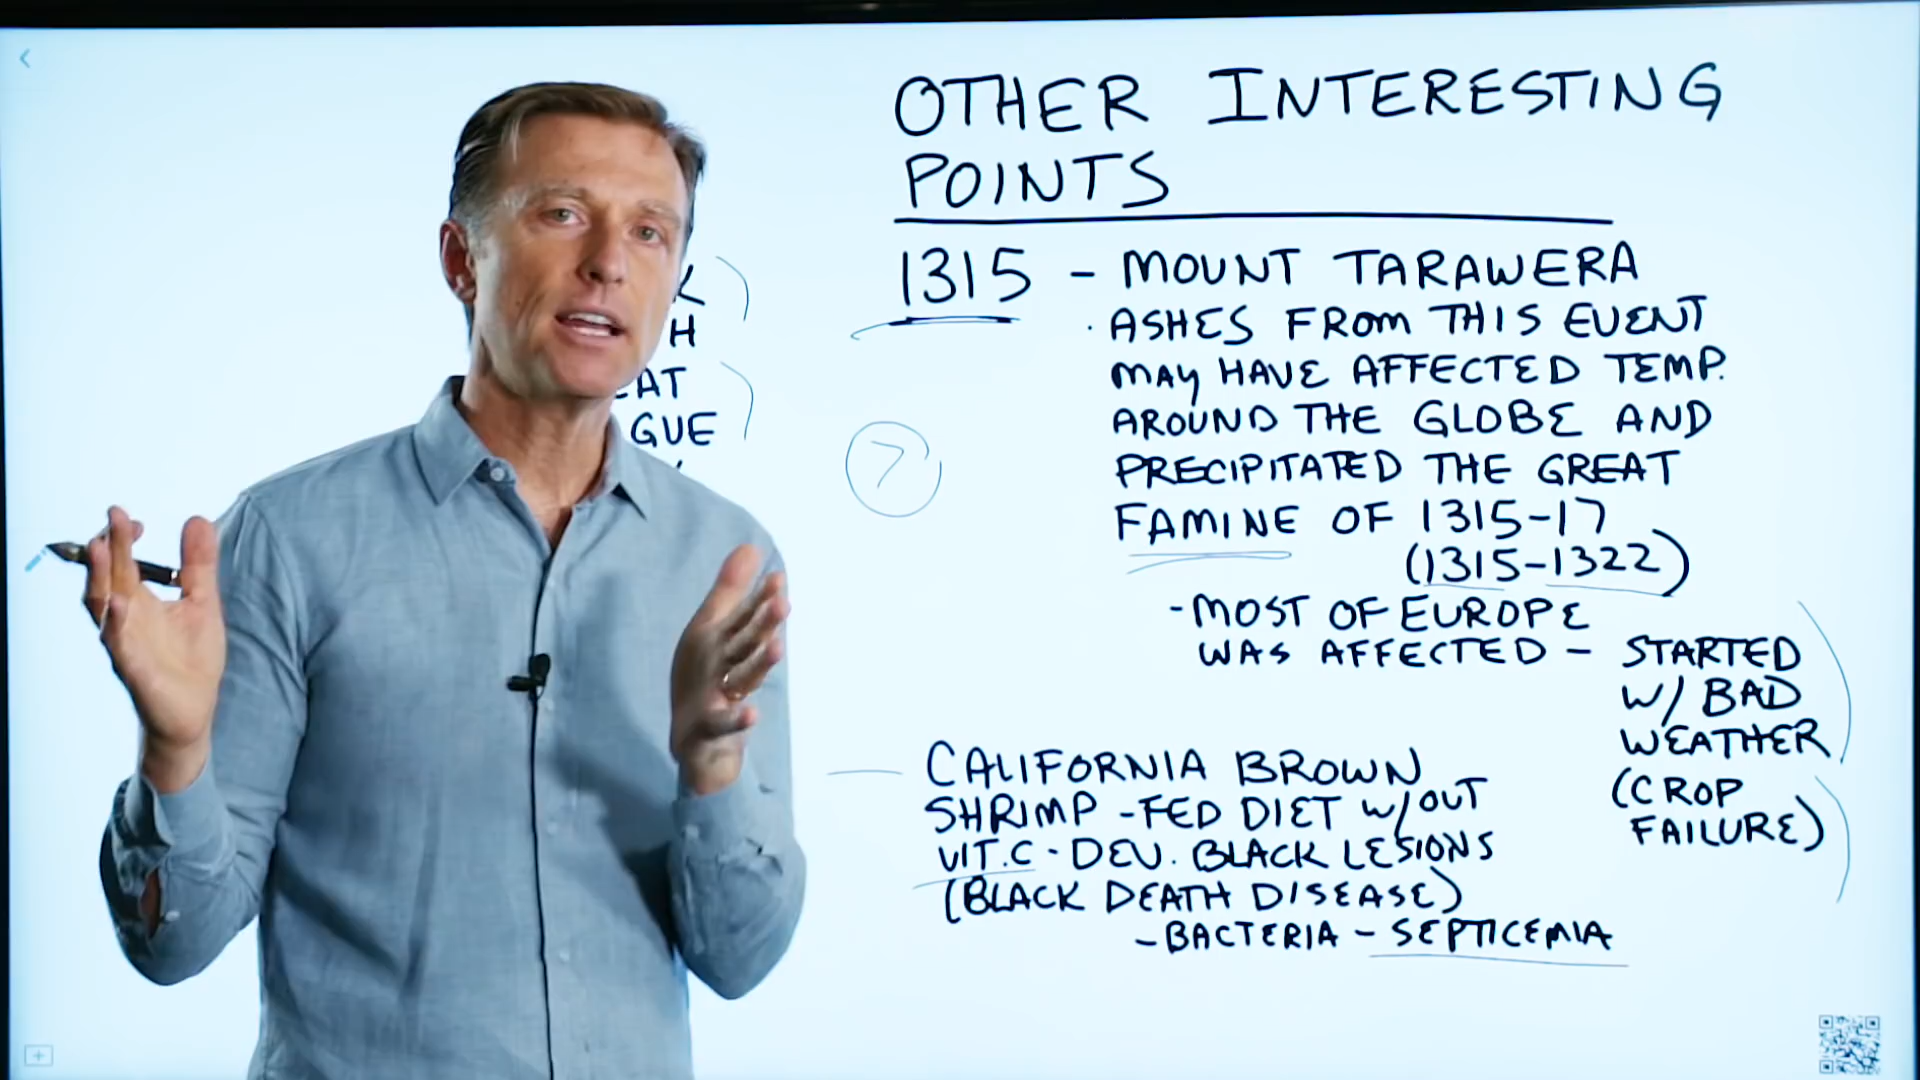 OTHER INTERESTING
POINTS
1315 - MOUNT TARAWERA
· ASHES FROM THIS EVENT
MAY HAVE AFFECTED TEMP.
AROUND THE GLOBE AND
PRECIPITATED THE GREAT
FAMINE OF 1315-17
(1315-1322)
- MOST OF EUROPE
WAS AFFECTED - STARTED
W/ BAD
WEATHER
(CROP
FAILURE)
CALIFORNIA BROWN
SHRIMP - FED DIET W/OUT
VIT.C - DEV. BLACK LESIONS
(BLACK DEATH DISEASE)
- BACTERIA - SEPTICEMIA
7
K
H
EAT
GUE